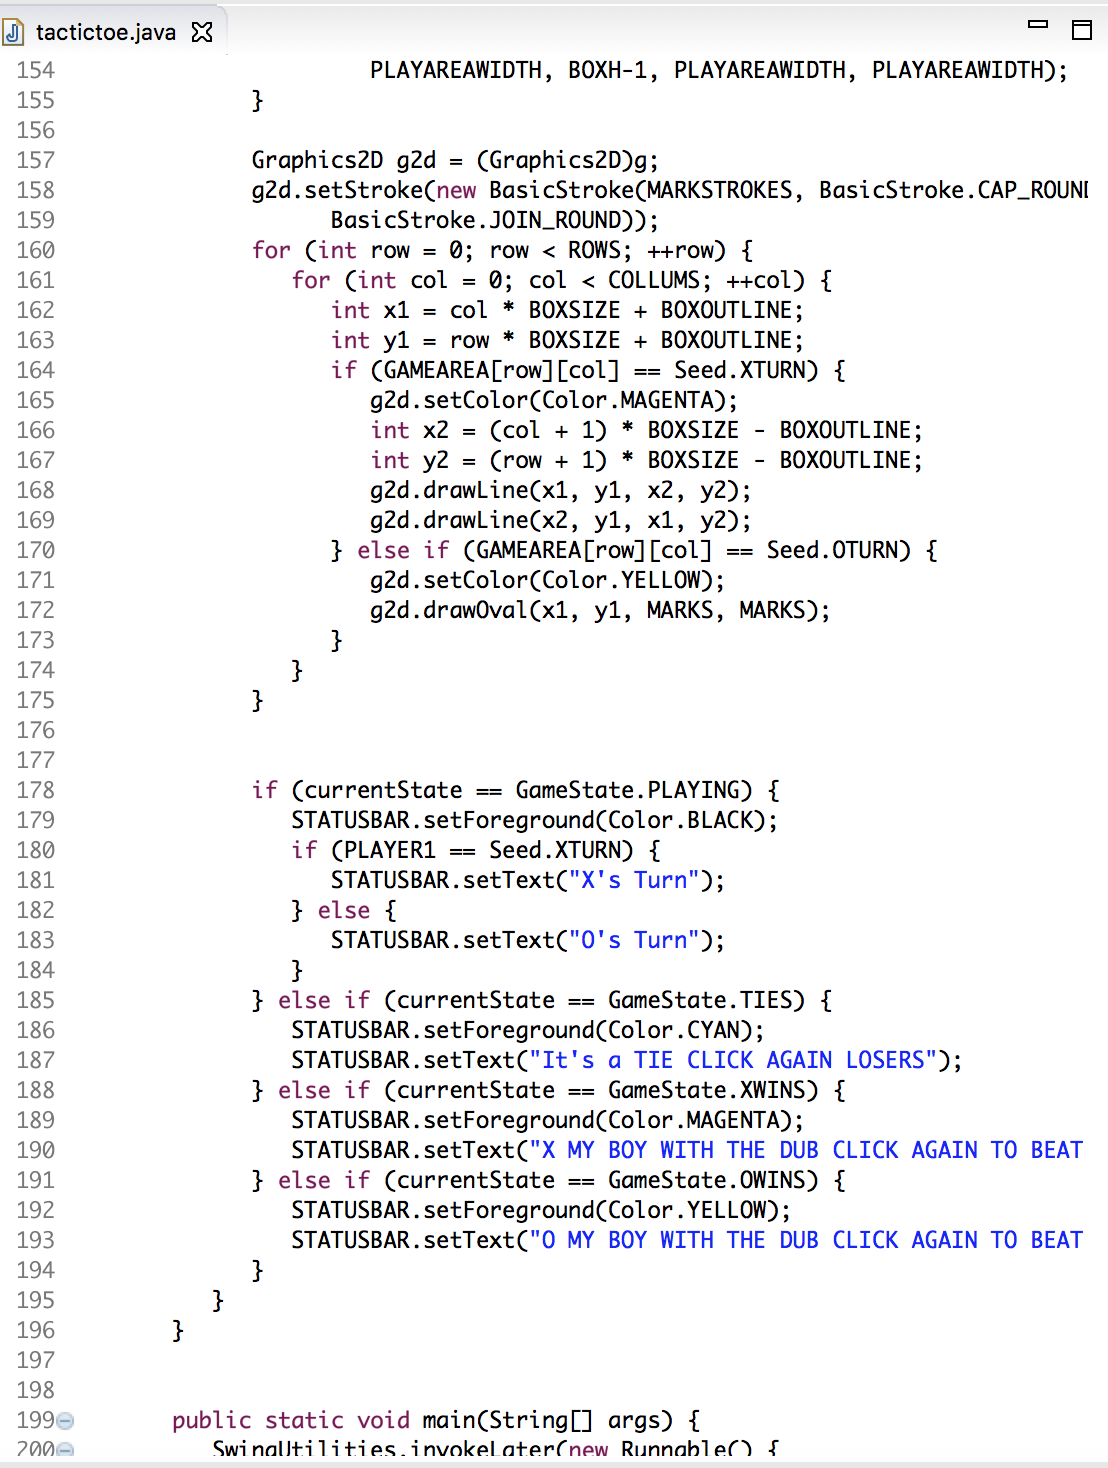 tactictoe.java
154 PLAYAREAWIDTH, BOXH-1, PLAYAREAWIDTH, PLAYAREAWIDTH);
155 }
156
157 Graphics2D g2d = (Graphics2D)g;
158 g2d.setStroke(new BasicStroke(MARKSTROKES, BasicStroke.CAP_ROUND
159 BasicStroke.JOIN_ROUND));
160 for (int row = 0; row < ROWS; ++row) {
161 for (int col = 0; col < COLLUMS; ++col) {
162 int x1 = col * BOXSIZE + BOXOUTLINE;
163 int y1 = row * BOXSIZE + BOXOUTLINE;
164 if (GAMEAREA[row][col] == Seed.XTURN) {
165 g2d.setColor(Color.MAGENTA);
166 int x2 = (col + 1) * BOXSIZE - BOXOUTLINE;
167 int y2 = (row + 1) * BOXSIZE - BOXOUTLINE;
168 g2d.drawLine(x1, y1, x2, y2);
169 g2d.drawLine(x2, y1, x1, y2);
170 } else if (GAMEAREA[row][col] == Seed.OTURN) {
171 g2d.setColor(Color.YELLOW);
172 g2d.drawOval(x1, y1, MARKS, MARKS);
173 }
174 }
175 }
176
177
178 if (currentState == GameState.PLAYING) {
179 STATUSBAR.setForeground(Color.BLACK);
180 if (PLAYER1 == Seed.XTURN) {
181 STATUSBAR.setText("X's Turn");
182 } else {
183 STATUSBAR.setText("O's Turn");
184 }
185 } else if (currentState == GameState.TIES) {
186 STATUSBAR.setForeground(Color.CYAN);
187 STATUSBAR.setText("It's a TIE CLICK AGAIN LOSERS");
188 } else if (currentState == GameState.XWINS) {
189 STATUSBAR.setForeground(Color.MAGENTA);
190 STATUSBAR.setText("X MY BOY WITH THE DUB CLICK AGAIN TO BEAT
191 } else if (currentState == GameState.OWINS) {
192 STATUSBAR.setForeground(Color.YELLOW);
193 STATUSBAR.setText("O MY BOY WITH THE DUB CLICK AGAIN TO BEAT
194 }
195 }
196 }
197
198
199 public static void main(String[] args) {
200 SwingUtilities.invokeLater(new Runnable() {